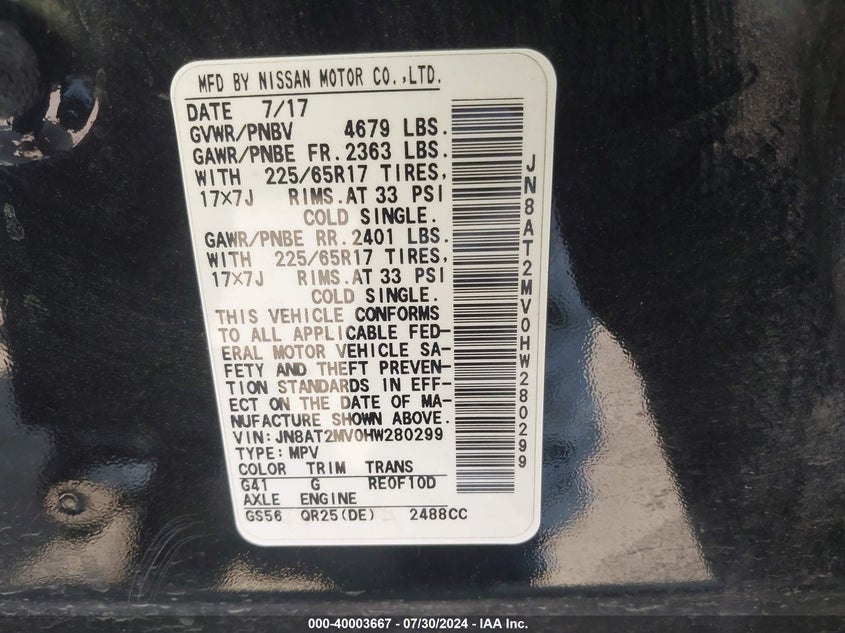 MFD BY NISSAN MOTOR CO.,LTD.
DATE 7/17
GVWR/PNBV 4679 LBS.
GAWR/PNBE FR.2363 LBS.
WITH 225/65R17 TIRES,
17×7J RIMS.AT 33 PSI
COLD SINGLE.
GAWR/PNBE RR.2401 LBS.
WITH 225/65R17 TIRES,
17×7J RIMS.AT 33 PSI
COLD SINGLE.
THIS VEHICLE CONFORMS
TO ALL APPLICABLE FED-
ERAL MOTOR VEHICLE SA-
FETY AND THEFT PREVEN-
TION STANDARDS IN EFF-
ECT ON THE DATE OF MA-
NUFACTURE SHOWN ABOVE.
VIN:JN8AT2MV0HW280299
TYPE:MPV
COLOR TRIM TRANS
G41 G RE0F10D
AXLE ENGINE
GS56 QR25(DE) 2488CC
JN8AT2MV0HW280299
000-40003667 - 07/30/2024 - IAA Inc.